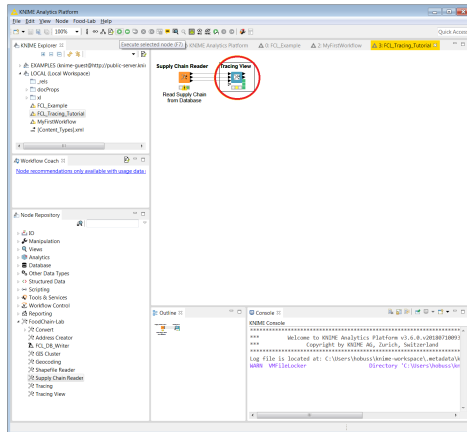 KNIME Analytics Platform
File Edit View Node Food-Lab Help
100%
Quick Access
KNIME Explorer
Execute selected node (F7)
KNIME Analytics Platform
0: FCL_Example
2: MyFirstWorkflow
3: FCL_Tracing_Tutorial
EXAMPLES (knime-guest@http://public-server.kni
LOCAL (Local Workspace)
_rels
docProps
xl
FCL_Example
FCL_Tracing_Tutorial
MyFirstWorkflow
[Content_Types].xml
Supply Chain Reader
Tracing View
Read Supply Chain
from Database
Workflow Coach
Node recommendations only available with usage data
Node Repository
IO
Manipulation
Views
Analytics
Database
Other Data Types
Structured Data
Scripting
Tools & Services
Workflow Control
Reporting
FoodChain-Lab
Convert
Address Creator
FCL_DB_Writer
GIS Cluster
Geocoding
Shapefile Reader
Supply Chain Reader
Tracing
Tracing View
Outline
Console
KNIME Console
*** Welcome to KNIME Analytics Platform v3.6.0.v20180710093
*** Copyright by KNIME AG, Zurich, Switzerland
Log file is located at: C:\Users\hobuss\knime-workspace\.metadata\k
WARN VMFileLocker Directory 'C:\Users\hobuss\kn